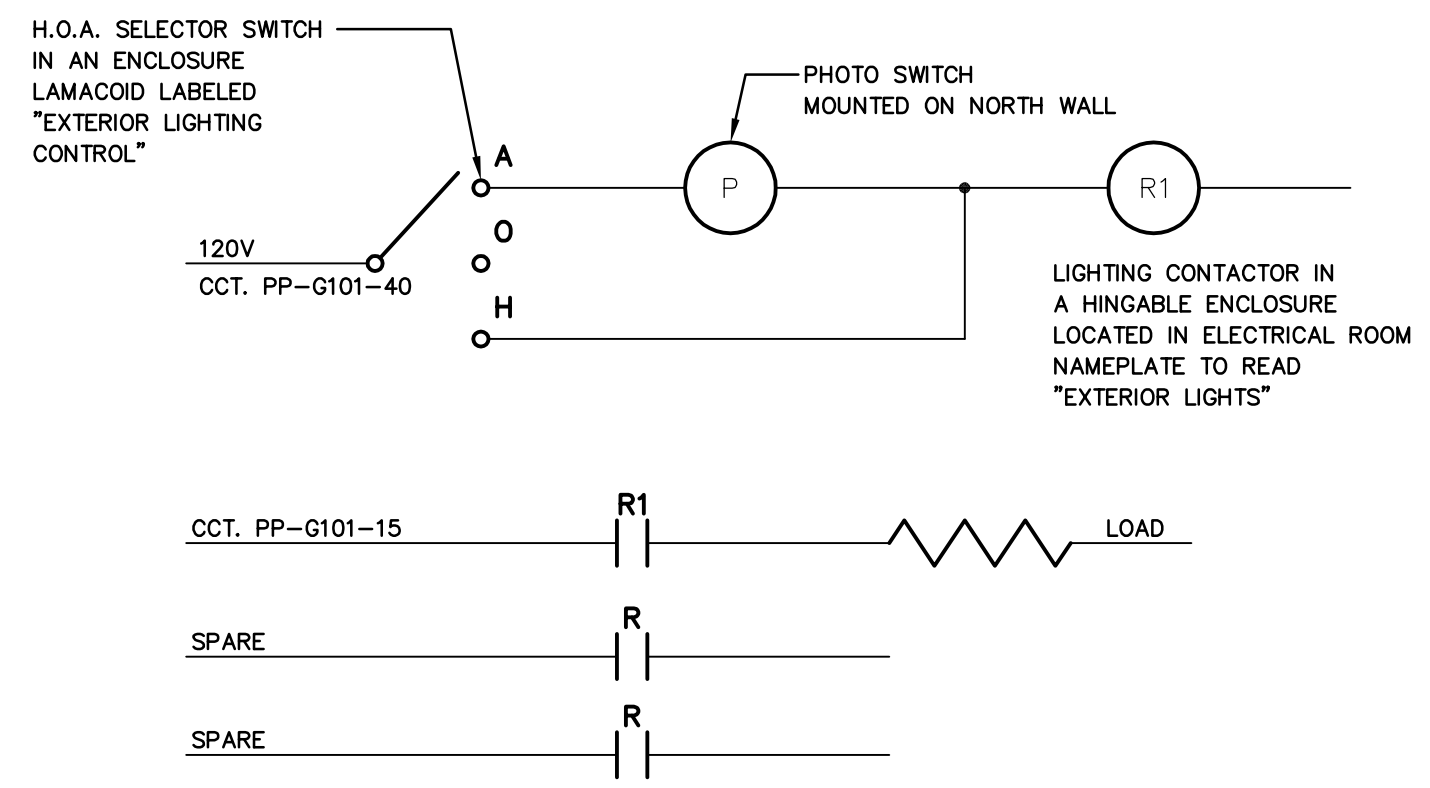 H.O.A. SELECTOR SWITCH
IN AN ENCLOSURE
LAMACOID LABELED
"EXTERIOR LIGHTING
CONTROL"
PHOTO SWITCH
MOUNTED ON NORTH WALL
A
P
R1
O
120V
CCT. PP-G101-40
H
LIGHTING CONTACTOR IN
A HINGABLE ENCLOSURE
LOCATED IN ELECTRICAL ROOM
NAMEPLATE TO READ
"EXTERIOR LIGHTS"
R1
CCT. PP-G101-15
LOAD
R
SPARE
R
SPARE